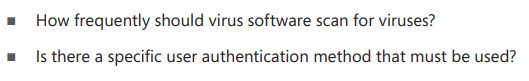 ▪ How frequently should virus software scan for viruses?
▪ Is there a specific user authentication method that must be used?